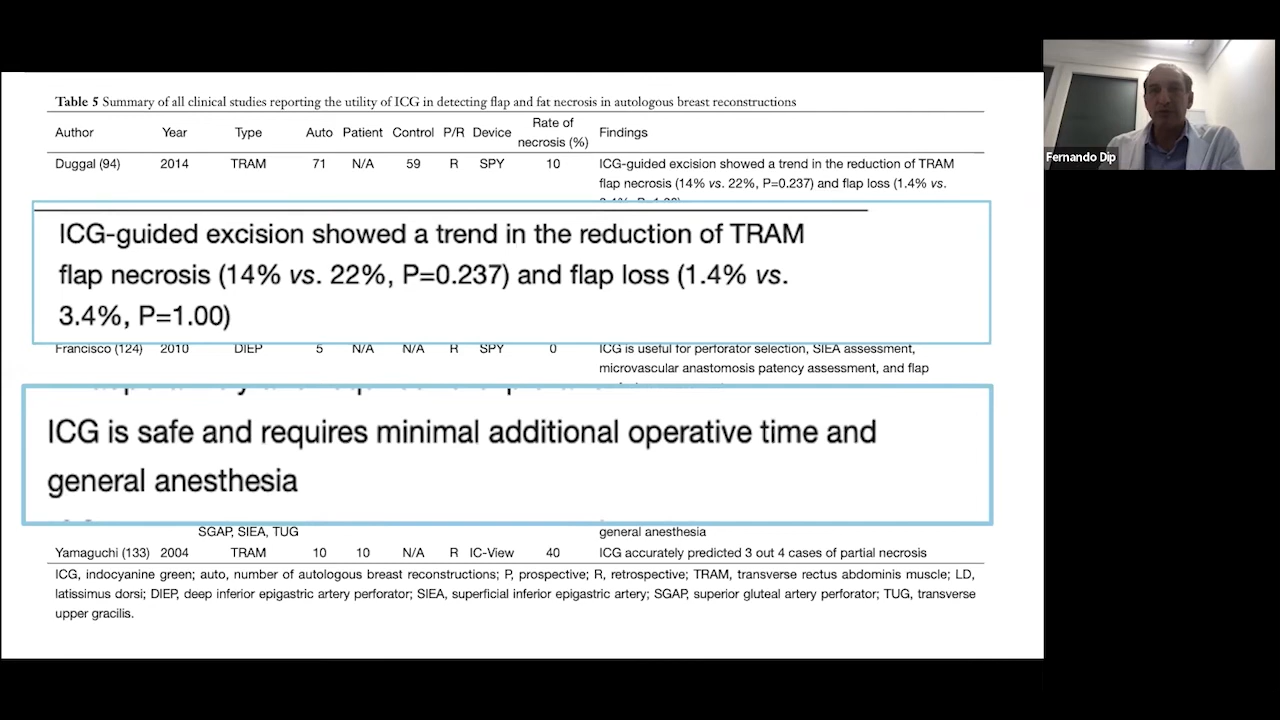 Table 5 Summary of all clinical studies reporting the utility of ICG in detecting flap and fat necrosis in autologous breast reconstructions
Author Year Type Auto Patient Control P/R Device Rate of necrosis (%) Findings
Duggal (94) 2014 TRAM 71 N/A 59 R SPY 10 ICG-guided excision showed a trend in the reduction of TRAM
flap necrosis (14% vs. 22%, P=0.237) and flap loss (1.4% vs.
ICG-guided excision showed a trend in the reduction of TRAM
flap necrosis (14% vs. 22%, P=0.237) and flap loss (1.4% vs.
3.4%, P=1.00)
Francisco (124) 2010 DIEP 5 N/A N/A R SPY 0 ICG is useful for perforator selection, SIEA assessment,
microvascular anastomosis patency assessment, and flap
ICG is safe and requires minimal additional operative time and
general anesthesia
SGAP, SIEA, TUG general anesthesia
Yamaguchi (133) 2004 TRAM 10 10 N/A R IC-View 40 ICG accurately predicted 3 out 4 cases of partial necrosis
ICG, indocyanine green; auto, number of autologous breast reconstructions; P, prospective; R, retrospective; TRAM, transverse rectus abdominis muscle; LD,
latissimus dorsi; DIEP, deep inferior epigastric artery perforator; SIEA, superficial inferior epigastric artery; SGAP, superior gluteal artery perforator; TUG, transverse
upper gracilis.
Fernando Dip